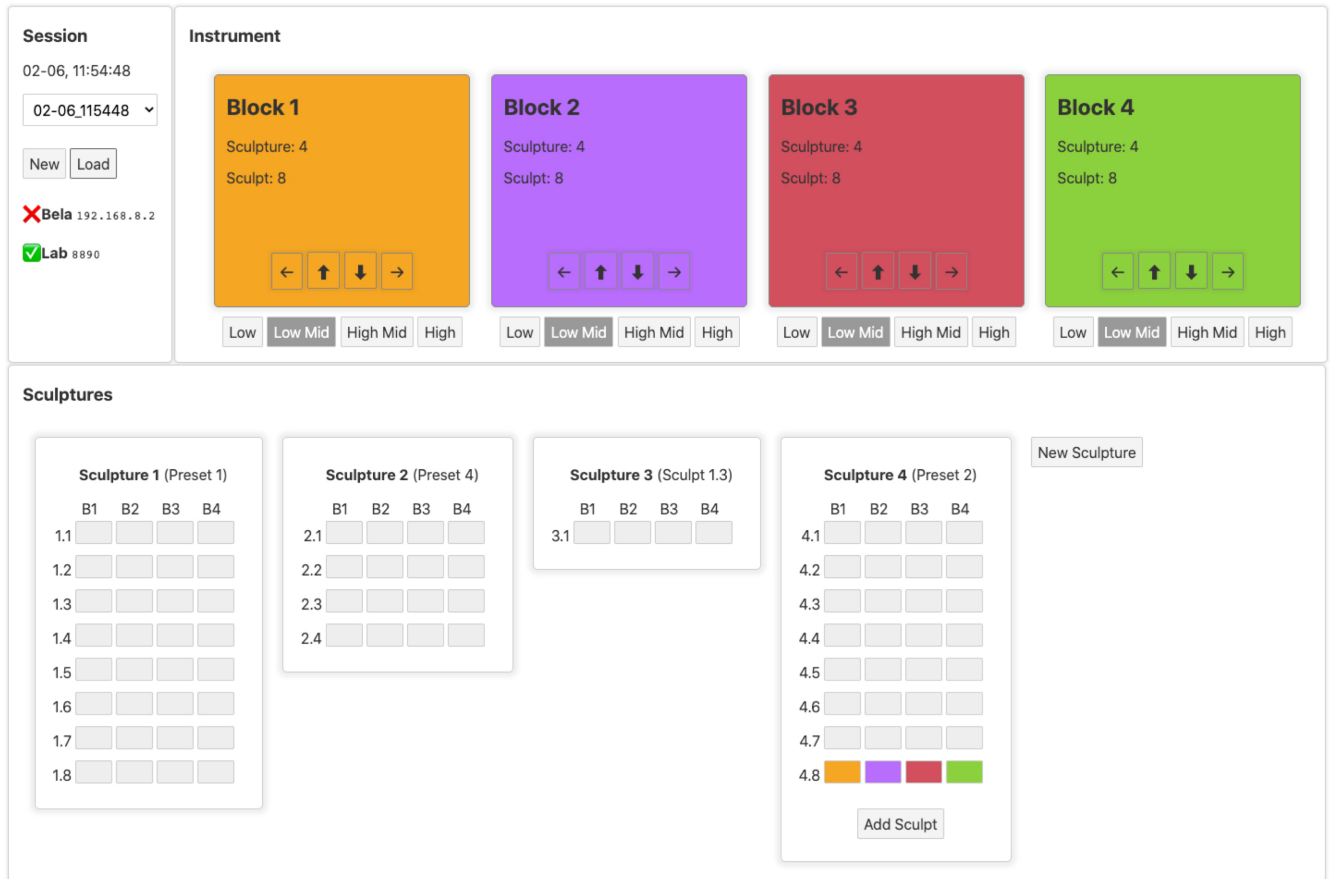 Session
02-06, 11:54:48
02-06_115448
New Load
❌Bela 192.168.8.2
✅Lab 8890
Instrument
Block 1
Sculpture: 4
Sculpt: 8
← ⬆ ⬇ →
Low Low Mid High Mid High
Block 2
Sculpture: 4
Sculpt: 8
← ⬆ ⬇ →
Low Low Mid High Mid High
Block 3
Sculpture: 4
Sculpt: 8
← ⬆ ⬇ →
Low Low Mid High Mid High
Block 4
Sculpture: 4
Sculpt: 8
← ⬆ ⬇ →
Low Low Mid High Mid High
Sculptures
Sculpture 1 (Preset 1)
B1 B2 B3 B4
1.1
1.2
1.3
1.4
1.5
1.6
1.7
1.8
Sculpture 2 (Preset 4)
B1 B2 B3 B4
2.1
2.2
2.3
2.4
Sculpture 3 (Sculpt 1.3)
B1 B2 B3 B4
3.1
Sculpture 4 (Preset 2)
B1 B2 B3 B4
4.1
4.2
4.3
4.4
4.5
4.6
4.7
4.8
Add Sculpt
New Sculpture